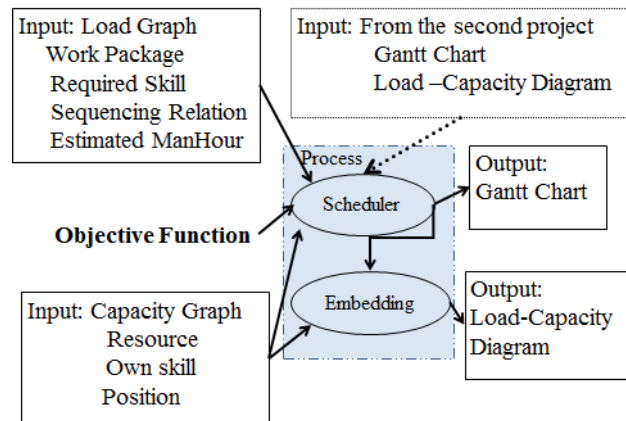 Input: Load Graph
Work Package
Required Skill
Sequencing Relation
Estimated ManHour
Input: From the second project
Gantt Chart
Load –Capacity Diagram
Process
Scheduler
Output:
Gantt Chart
Objective Function
Embedding
Input: Capacity Graph
Resource
Own skill
Position
Output:
Load-Capacity
Diagram